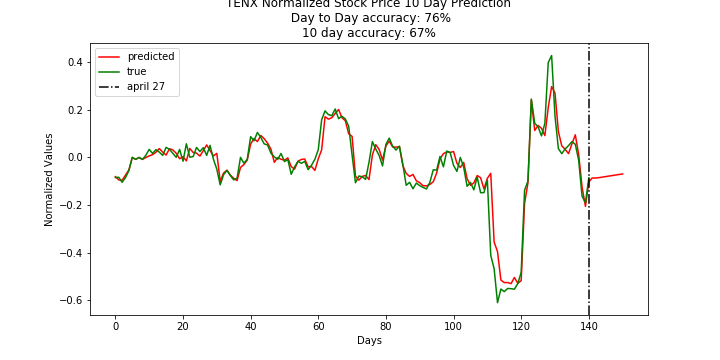 TENX Normalized Stock Price 10 Day Prediction
Day to Day accuracy: 76%
10 day accuracy: 67%
predicted
true
april 27
Normalized Values
0.4
0.2
0.0
−0.2
−0.4
−0.6
0 20 40 60 80 100 120 140
Days